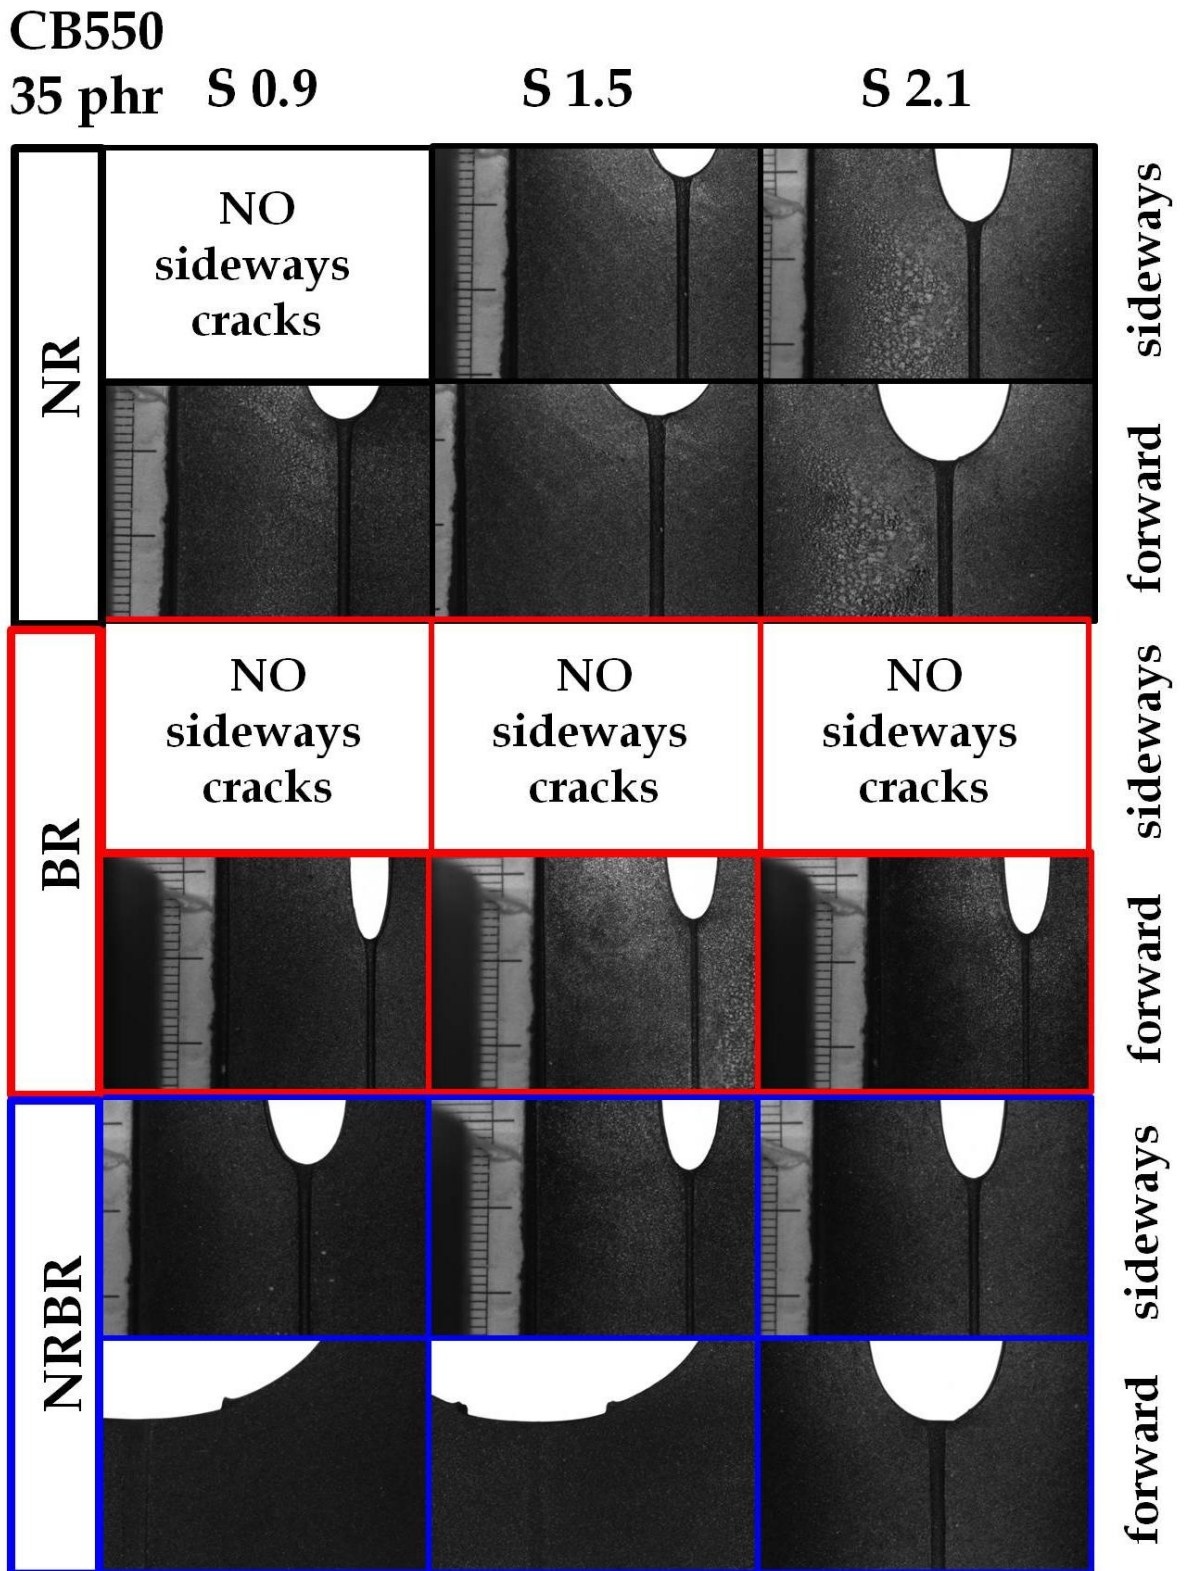 CB550
35 phr
S 0.9
S 1.5
S 2.1
NR
NO
sideways
cracks
sideways
forward
BR
NO
sideways
cracks
NO
sideways
cracks
NO
sideways
cracks
sideways
forward
NRBR
sideways
forward